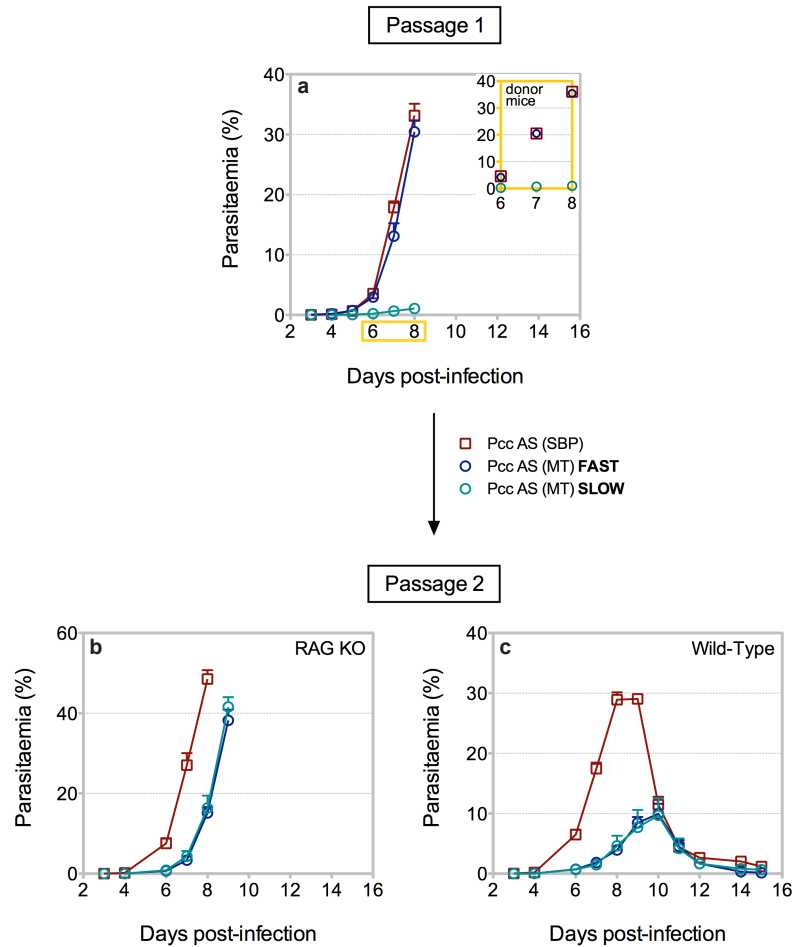 Passage 1
a
donor
mice
40
30
20
10
0
6 7 8
40
30
20
10
0
2 4 6 8 10 12 14 16
Parasitaemia (%)
Days post-infection
Pcc AS (SBP)
Pcc AS (MT) FAST
Pcc AS (MT) SLOW
Passage 2
b RAG KO
60
40
20
0
2 4 6 8 10 12 14 16
Parasitaemia (%)
Days post-infection
c Wild-Type
40
30
20
10
0
2 4 6 8 10 12 14 16
Parasitaemia (%)
Days post-infection